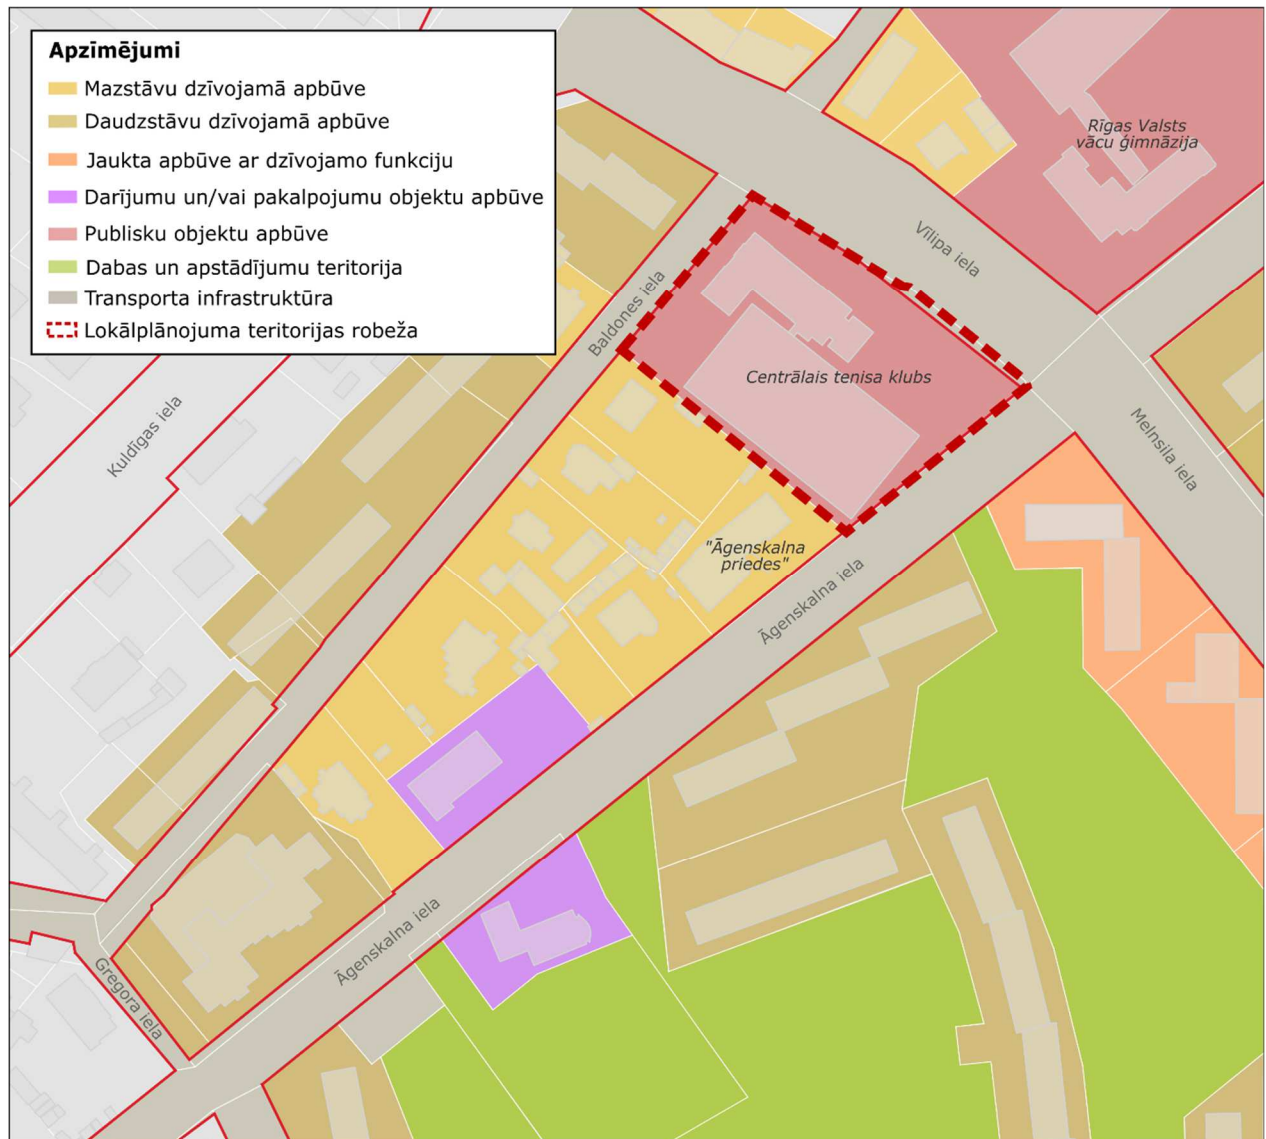 Apzīmējumi
Mazstāvu dzīvojamā apbūve
Daudzstāvu dzīvojamā apbūve
Jaukta apbūve ar dzīvojamo funkciju
Darījumu un/vai pakalpojumu objektu apbūve
Publisku objektu apbūve
Dabas un apstādījumu teritorija
Transporta infrastruktūra
Lokālplānojuma teritorijas robeža
Rīgas Valsts
vācu ģimnāzija
Vīlipa iela
Baldones iela
Centrālais tenisa klubs
Kuldīgas iela
Melnsila iela
"Āgenskalna
priedes"
Āgenskalna iela
Āgenskalna iela
Gregora iela